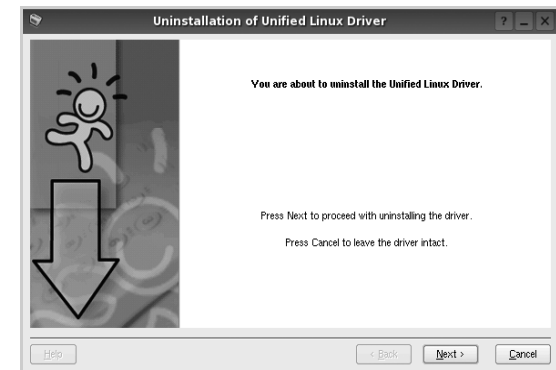 Uninstallation of Unified Linux Driver
You are about to uninstall the Unified Linux Driver.
Press Next to proceed with uninstalling the driver.
Press Cancel to leave the driver intact.
Help
< Back
Next >
Cancel